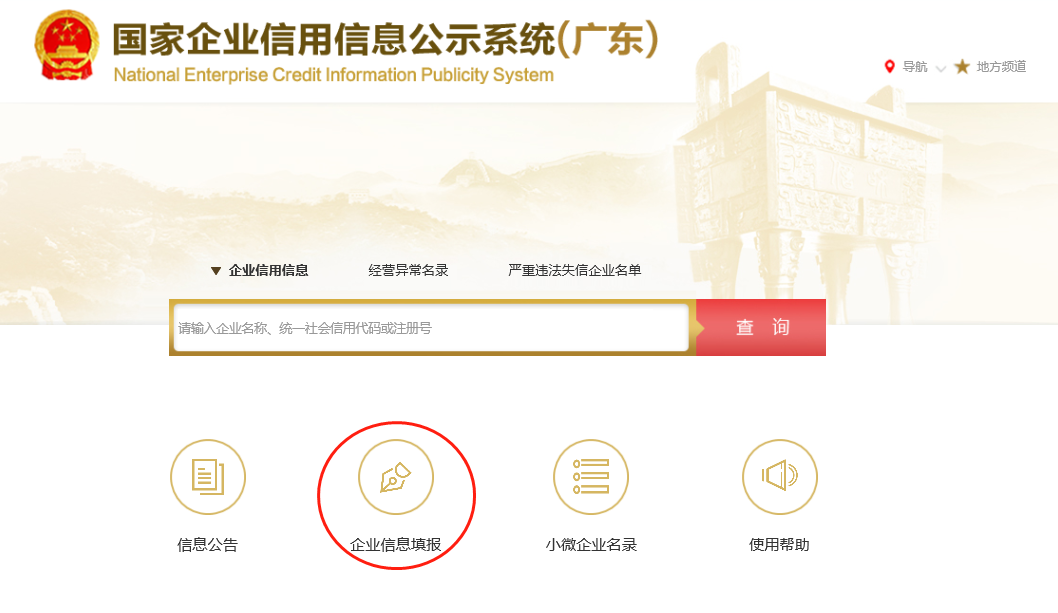 国家企业信用信息公示系统(广东)
National Enterprise Credit Information Publicity System
导航 地方频道
企业信用信息 经营异常名录 严重违法失信企业名单
请输入企业名称、统一社会信用代码或注册号 查 询
信息公告 企业信息填报 小微企业名录 使用帮助